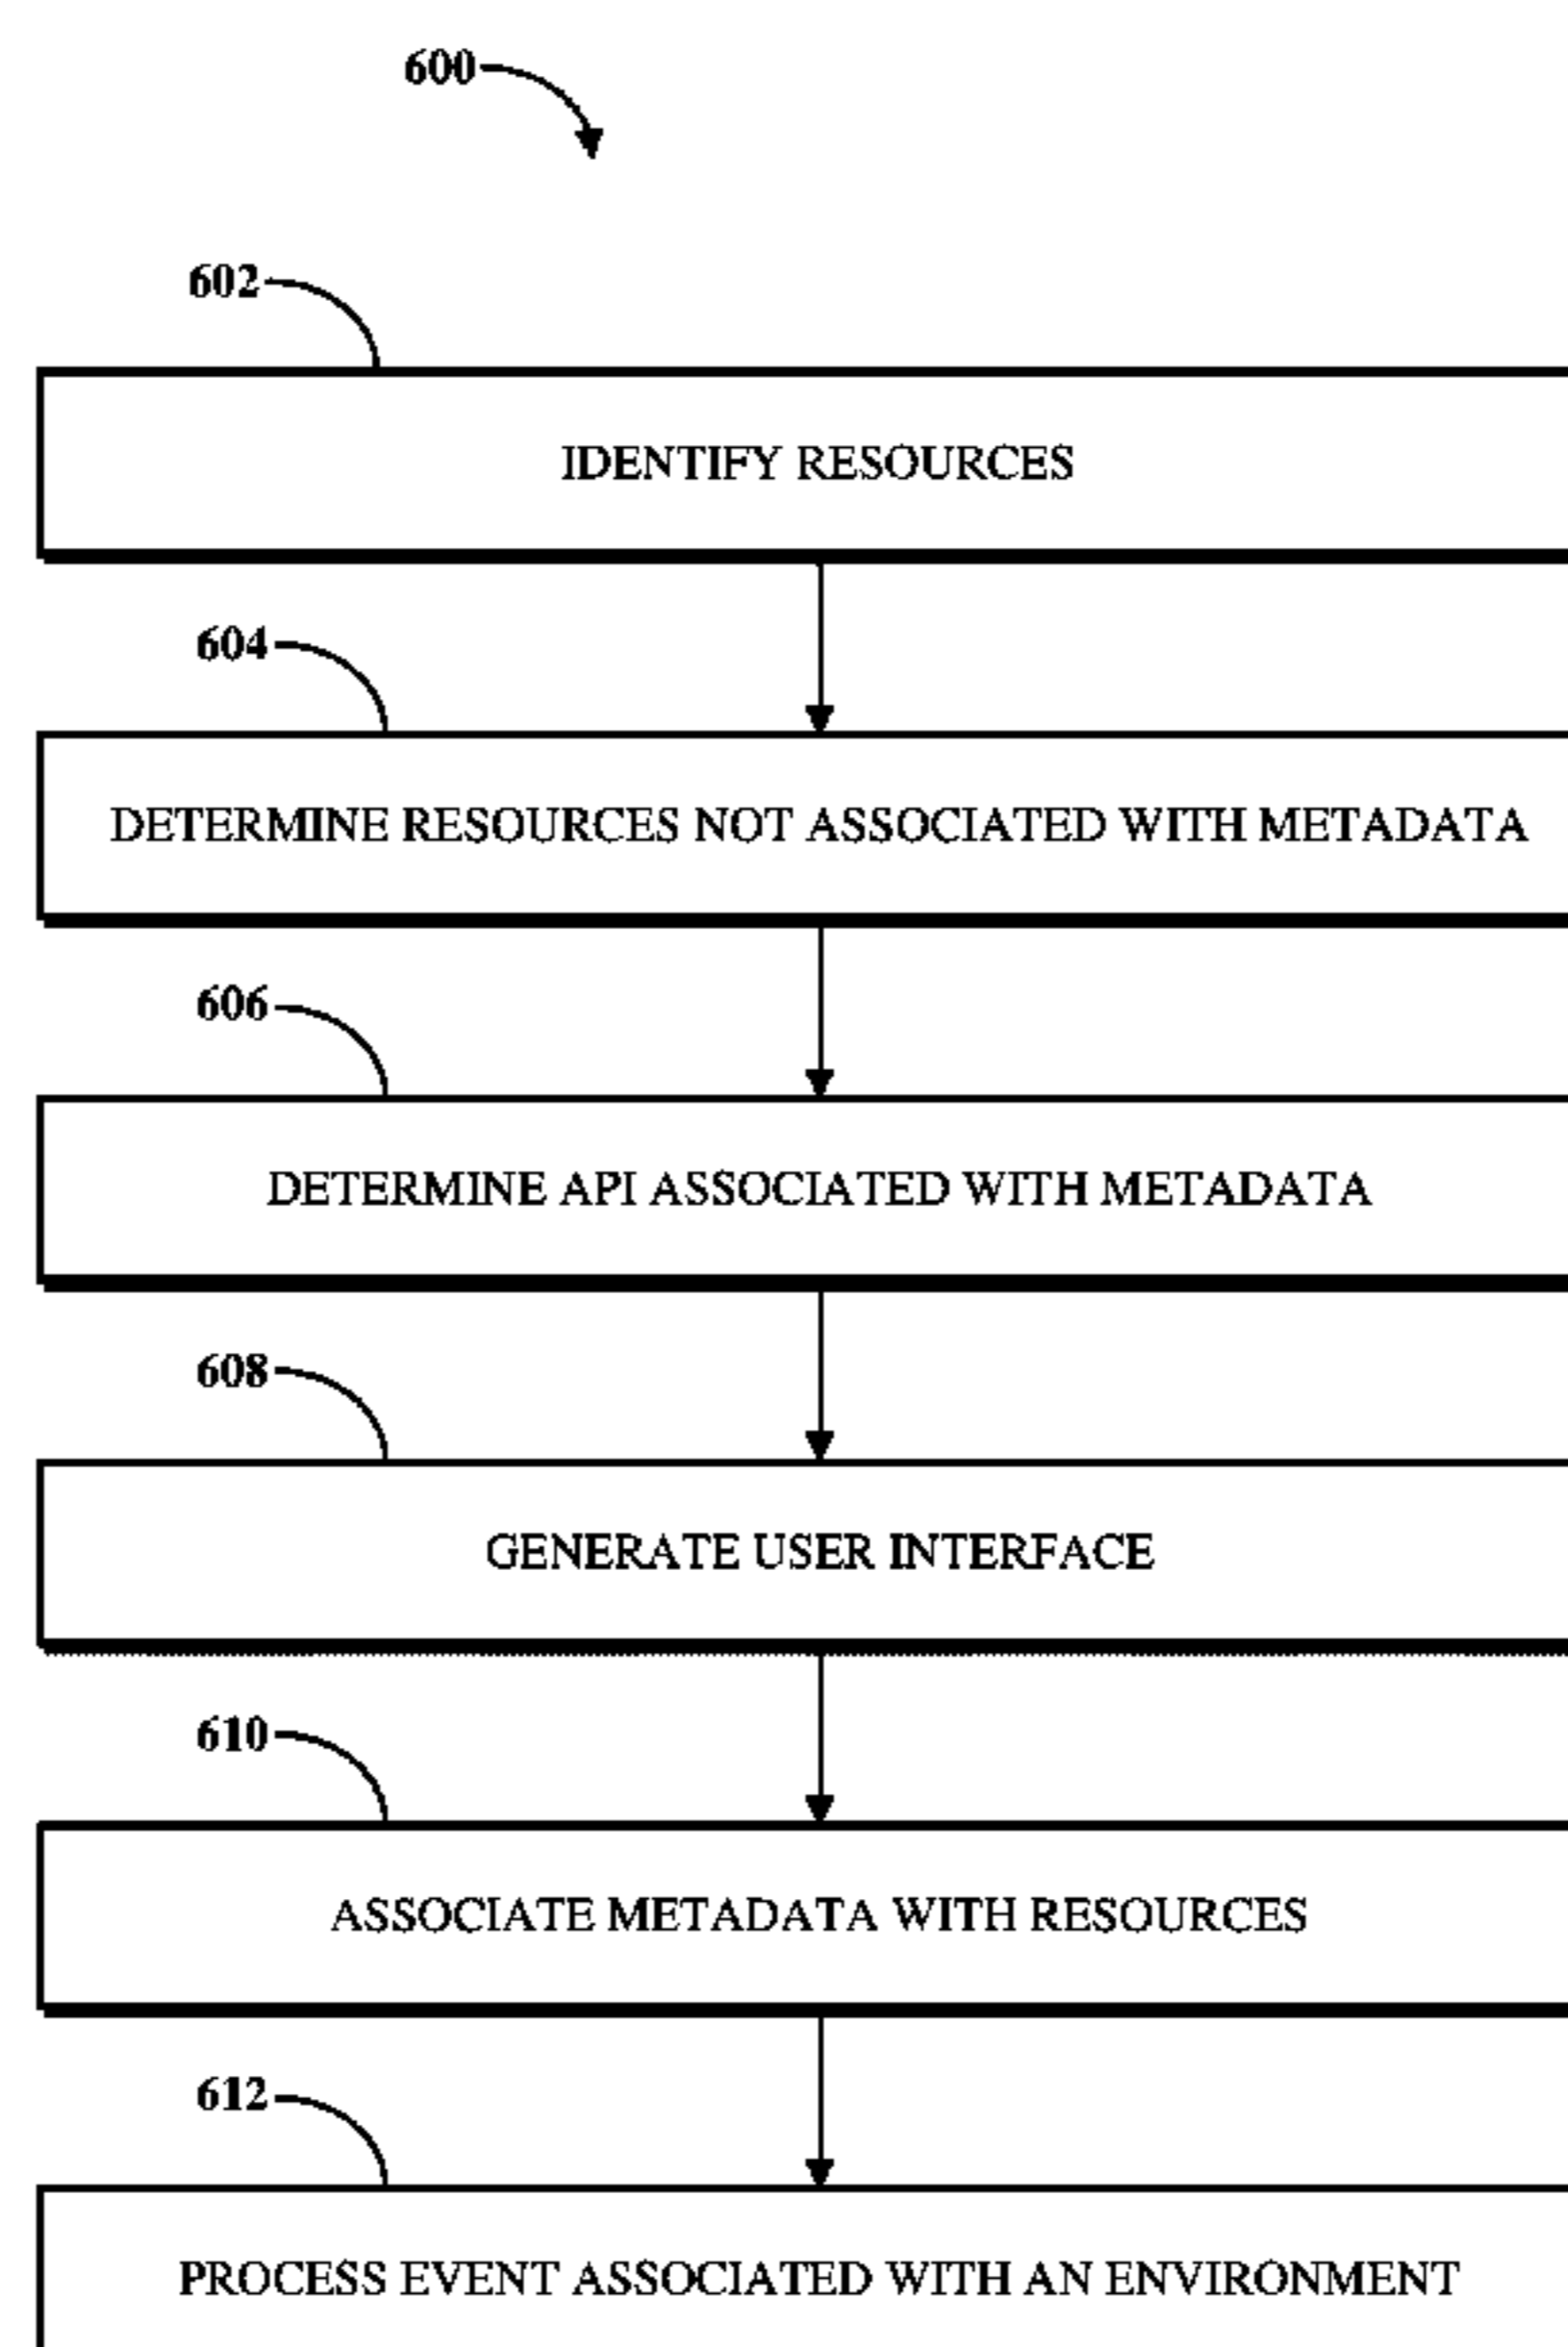 600
602
IDENTIFY RESOURCES
604
DETERMINE RESOURCES NOT ASSOCIATED WITH METADATA
606
DETERMINE API ASSOCIATED WITH METADATA
608
GENERATE USER INTERFACE
610
ASSOCIATE METADATA WITH RESOURCES
612
PROCESS EVENT ASSOCIATED WITH AN ENVIRONMENT